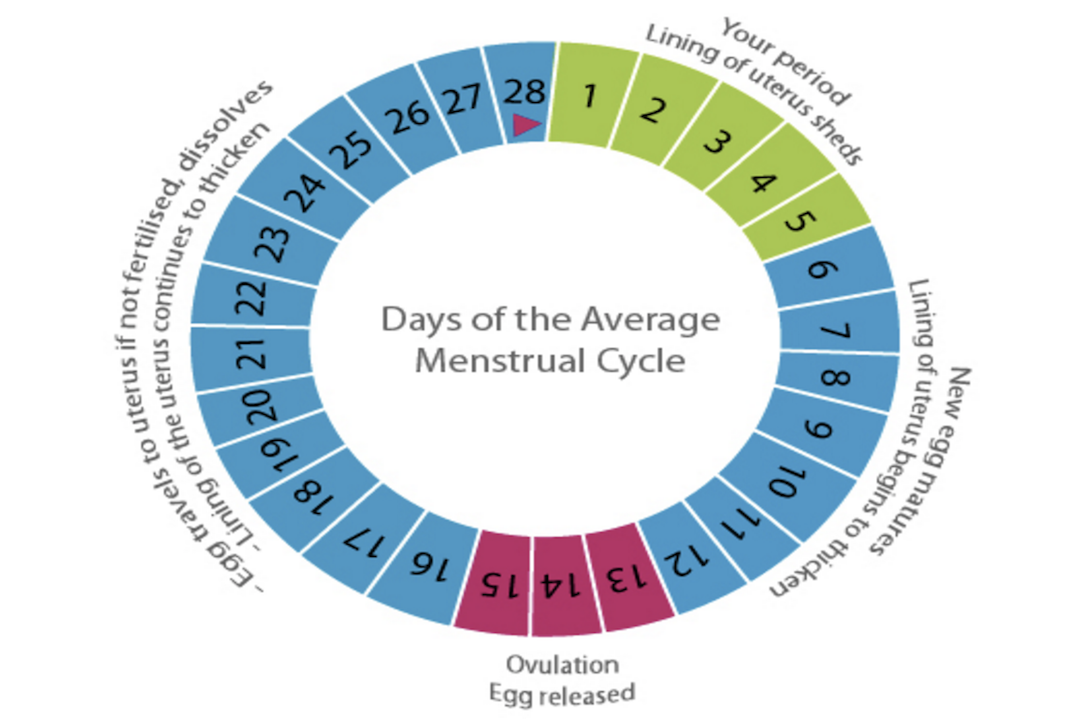 Your period
Lining of uterus sheds
1
2
3
4
5
6
7
8
9
10
11
12
13
14
15
16
17
18
19
20
21
22
23
24
25
26
27
28
Days of the Average
Menstrual Cycle
New egg matures
Lining of uterus begins to thicken
Ovulation
Egg released
- Egg travels to uterus if not fertilised, dissolves
- Lining of the uterus continues to thicken